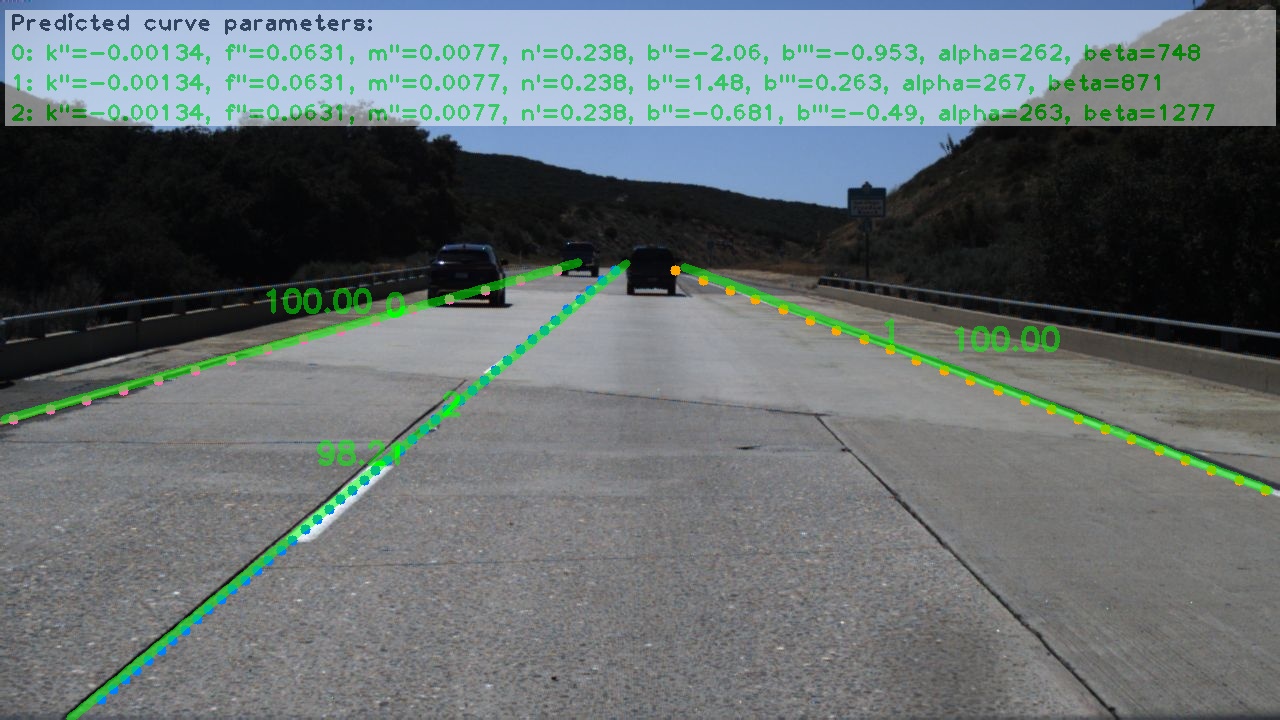 Predicted curve parameters:
0: k''=-0.00134, f''=0.0631, m''=0.0077, n'=0.238, b''=-2.06, b'''=-0.953, alpha=262, beta=748
1: k''=-0.00134, f''=0.0631, m''=0.0077, n'=0.238, b''=1.48, b'''=0.263, alpha=267, beta=871
2: k''=-0.00134, f''=0.0631, m''=0.0077, n'=0.238, b''=-0.681, b'''=-0.49, alpha=263, beta=1277
100.00 0
1 100.00
2